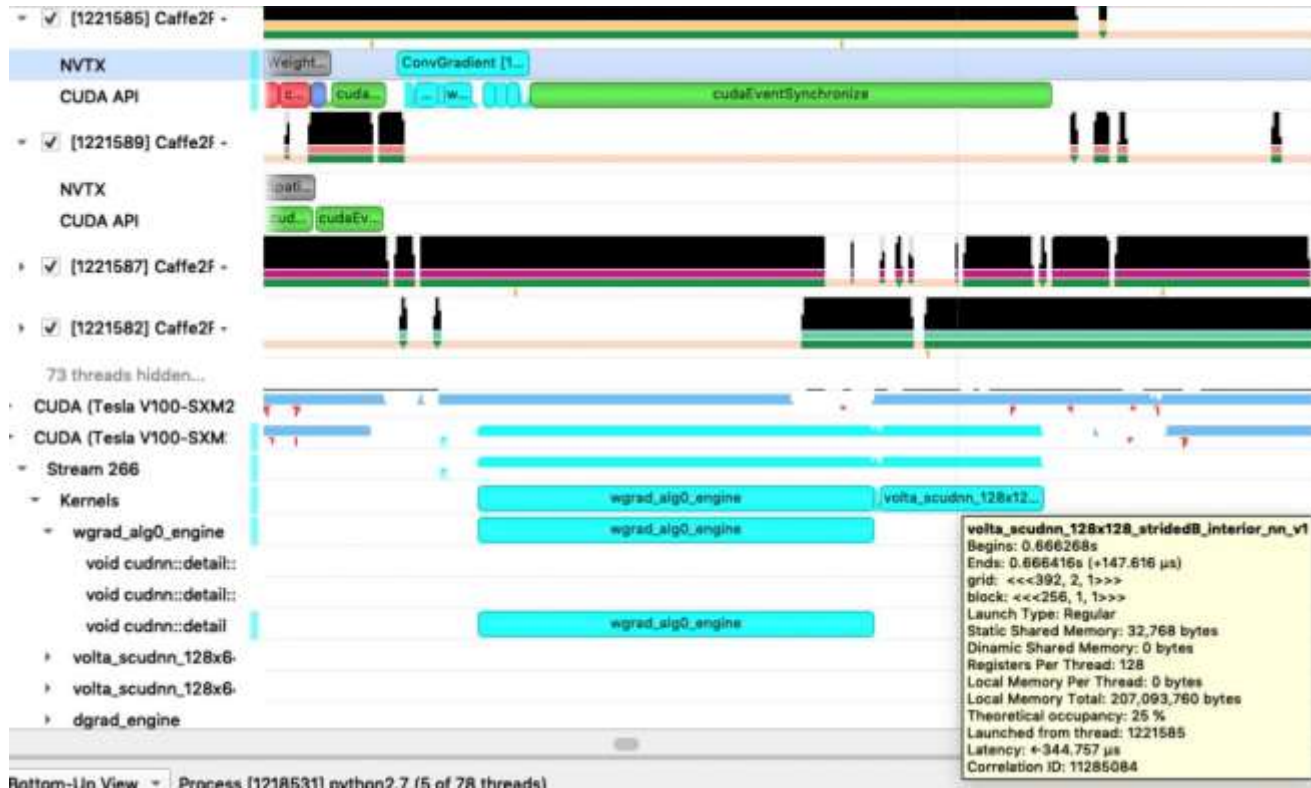 [1221585] Caffe2F -
NVTX
Weight...
ConvGradient [1...
CUDA API
c...
cuda...
...
w...
cudaEventSynchronize
[1221589] Caffe2F -
NVTX
pati...
CUDA API
cud...
cudaEv...
[1221587] Caffe2F -
[1221582] Caffe2F -
73 threads hidden...
CUDA (Tesla V100-SXM2
CUDA (Tesla V100-SXM:
Stream 266
Kernels
wgrad_alg0_engine
volta_scudnn_128x12...
wgrad_alg0_engine
wgrad_alg0_engine
void cudnn::detail::
void cudnn::detail::
void cudnn::detail
wgrad_alg0_engine
volta_scudnn_128x6
volta_scudnn_128x6
dgrad_engine
volta_scudnn_128x128_stridedB_interior_nn_v1
Begins: 0.666268s
Ends: 0.666416s (+147.616 μs)
grid: <<<392, 2, 1>>>
block: <<<256, 1, 1>>>
Launch Type: Regular
Static Shared Memory: 32,768 bytes
Dinamic Shared Memory: 0 bytes
Registers Per Thread: 128
Local Memory Per Thread: 0 bytes
Local Memory Total: 207,093,760 bytes
Theoretical occupancy: 25 %
Launched from thread: 1221585
Latency: ←344.757 μs
Correlation ID: 11285084
Bottom-Up View
Process [1218531] python2.7 (5 of 78 threads)